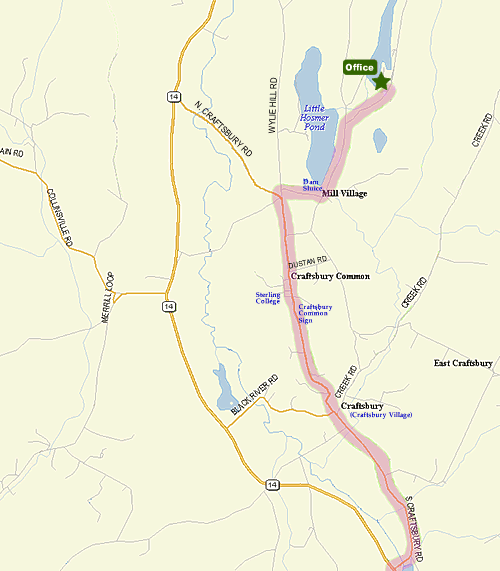 Office
14
N. CRAFTSBURY RD
WYLIE HILL RD
Little
Hosmer
Pond
CREEK RD
AIN RD
COLLINSVILLE RD
Dam
Sluice
Mill Village
DUSTAN RD
Craftsbury Common
MERRILL LOOP
14
Sterling
College
Craftsbury
Common
Sign
CREEK RD
East Craftsbury
BLACK RIVER RD
CREEK RD
Craftsbury
(Craftsbury Village)
14
S CRAFTSBURY RD